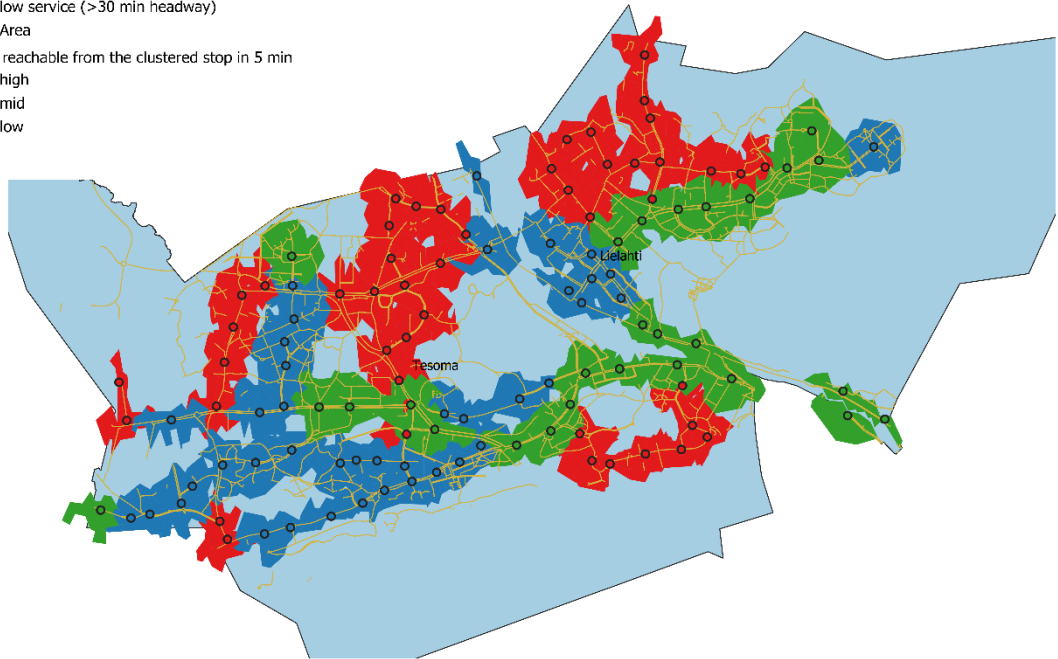 low service (>30 min headway)
Area
reachable from the clustered stop in 5 min
high
mid
low
Lielahti
Tesoma